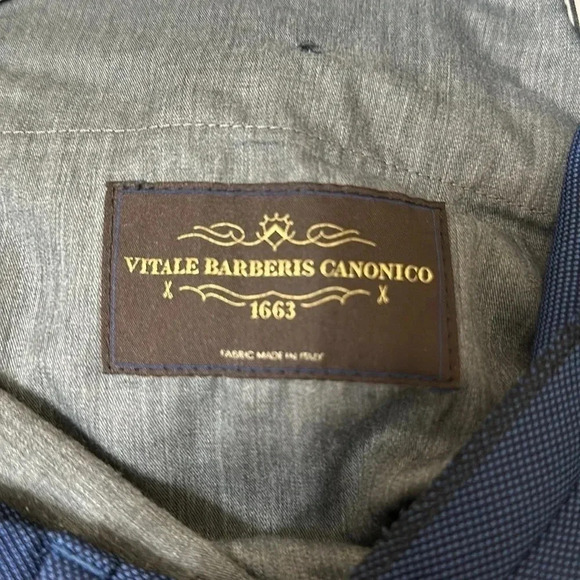 VITALE BARBERIS CANONICO
1663
FABRIC MADE IN ITALY